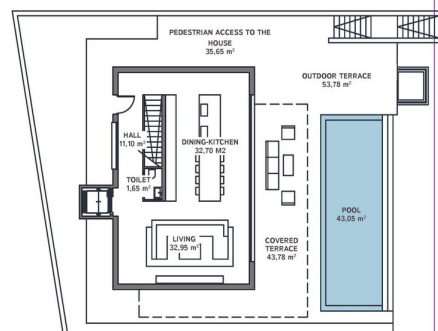 PEDESTRIAN ACCESS TO THE
HOUSE
35,65 m²
OUTDOOR TERRACE
53,78 m²
HALL
11,10 m²
DINING-KITCHEN
32,70 M2
TOILET
1,65 m²
POOL
43,05 m²
LIVING
32,95 m²
COVERED
TERRACE
43,78 m²